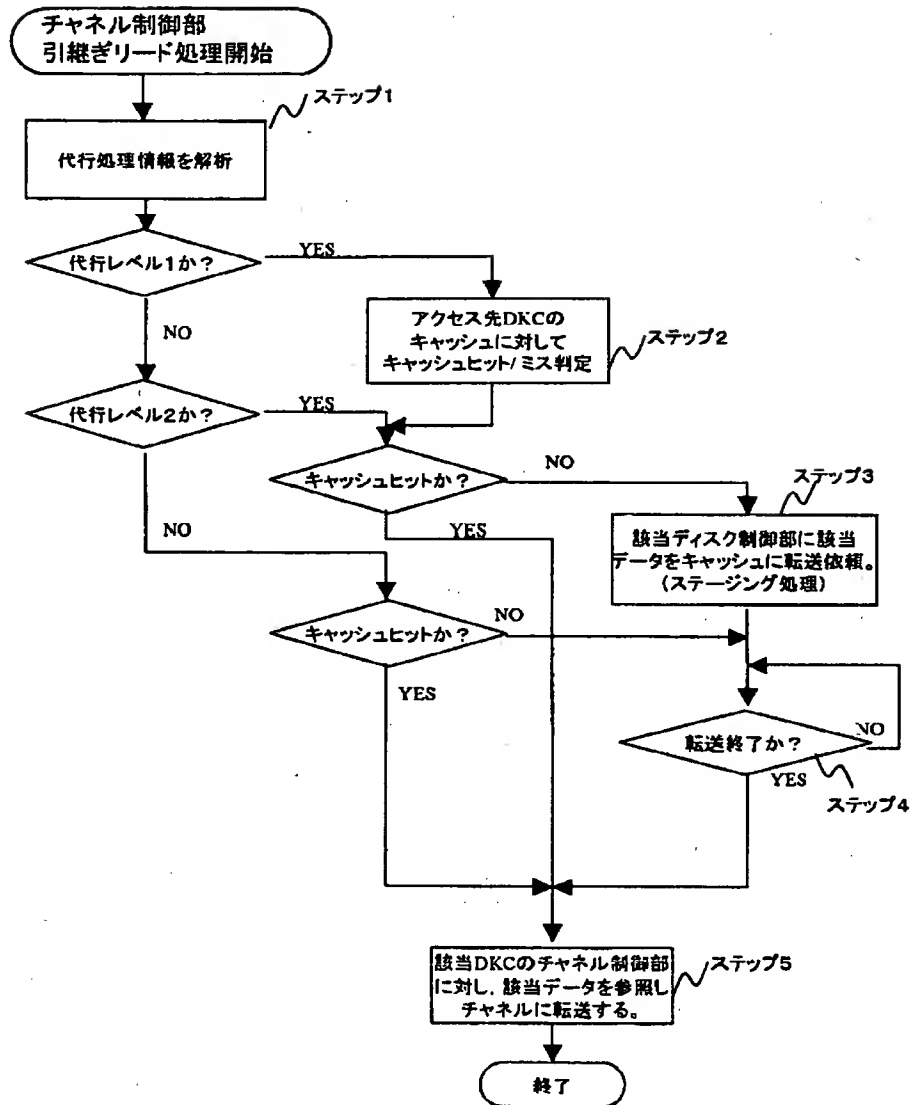 チャネル制御部
引継ぎリード処理開始
ステップ1
代行処理情報を解析
代行レベル1か？
YES
NO
アクセス先DKCの
キャッシュに対して
キャッシュヒット/ミス判定
ステップ2
代行レベル2か？
YES
NO
キャッシュヒットか？
NO
YES
ステップ3
該当ディスク制御部に該当
データをキャッシュに転送依頼。
(ステージング処理)
キャッシュヒットか？
NO
YES
転送終了か？
NO
YES
ステップ4
該当DKCのチャネル制御部
に対し、該当データを参照し
チャネルに転送する。
ステップ5
終了